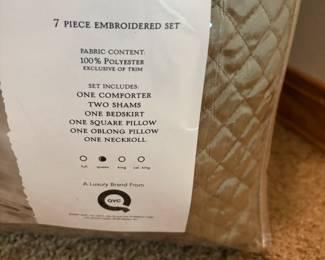 7 PIECE EMBROIDERED SET
FABRIC CONTENT:
100% POLYESTER
EXCLUSIVE OF TRIM
SET INCLUDES:
ONE COMFORTER
TWO SHAMS
ONE BEDSKIRT
ONE SQUARE PILLOW
ONE OBLONG PILLOW
ONE NECKROLL
full queen king cal. king
A Luxury Brand From
QVC